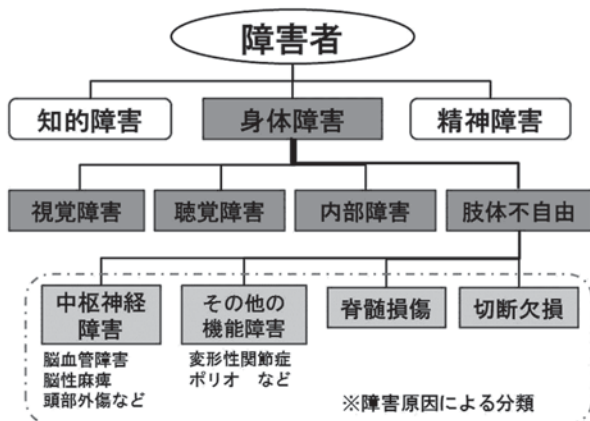 障害者
知的障害
身体障害
精神障害
視覚障害
聴覚障害
内部障害
肢体不自由
中枢神経
障害
その他の
機能障害
脊髄損傷
切断欠損
脳血管障害
脳性麻痺
頭部外傷など
変形性関節症
ポリオ など
※障害原因による分類